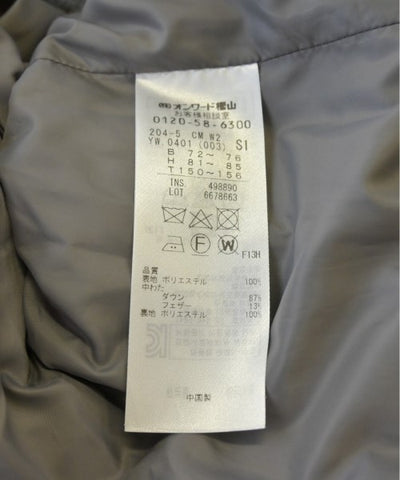 ㈱オンワード樫山
お客様相談室
0120-58-6300
204-5 CM W2
YW.0401 (003) S1
B 72〜 76
H 81〜 85
T 150〜 156
INS. 498890
LOT 6678663
F W
F13H
品質
表地 ポリエステル 100%
中わた
ダウン 87%
フェザー 13%
裏地 ポリエステル 100%
中国製